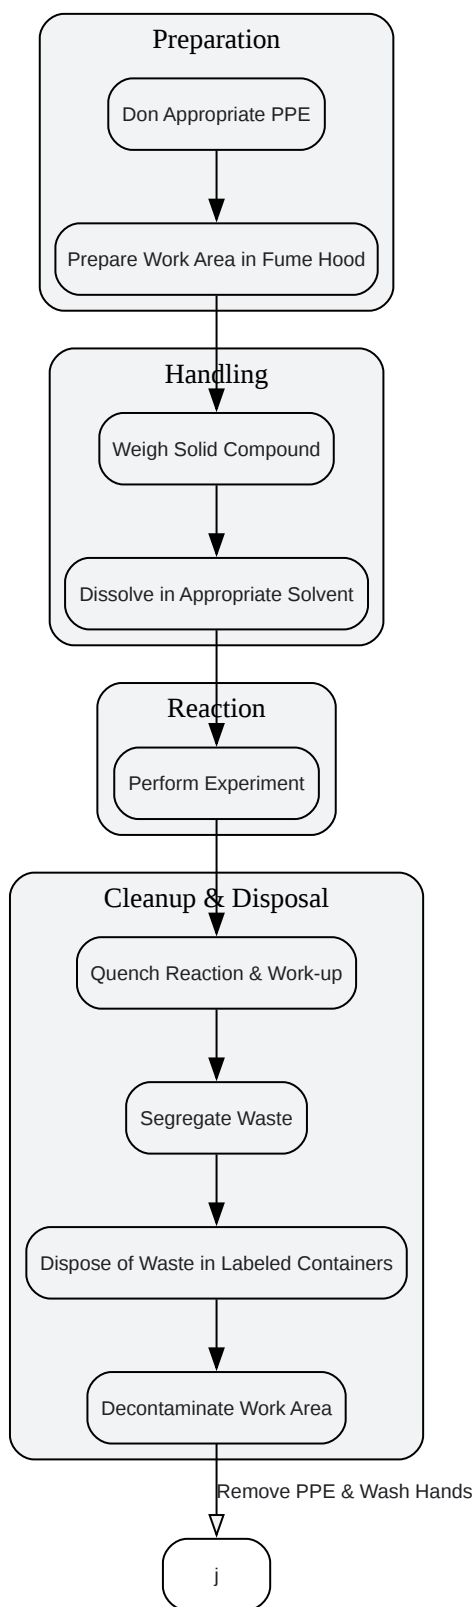 Preparation
Don Appropriate PPE
Prepare Work Area in Fume Hood
Handling
Weigh Solid Compound
Dissolve in Appropriate Solvent
Reaction
Perform Experiment
Cleanup & Disposal
Quench Reaction & Work-up
Segregate Waste
Dispose of Waste in Labeled Containers
Decontaminate Work Area
Remove PPE & Wash Hands
j